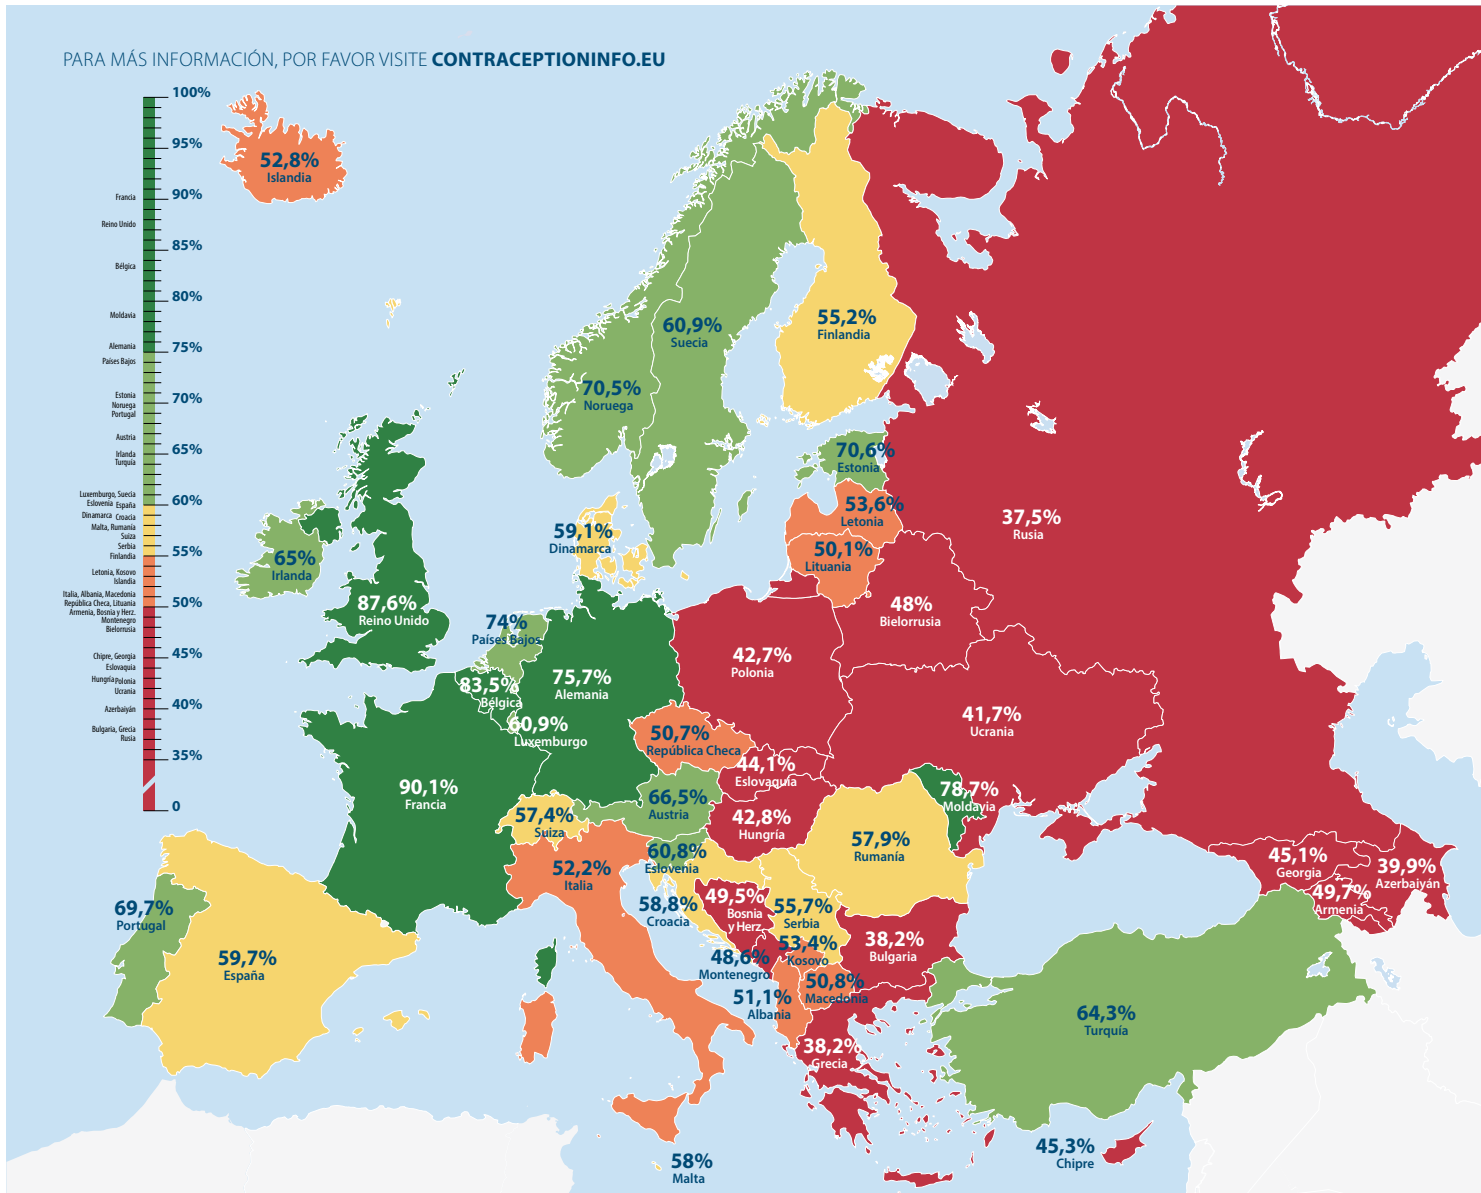 PARA MÁS INFORMACIÓN, POR FAVOR VISITE CONTRACEPTIONINFO.EU
100%
95%
90%
85%
80%
75%
70%
65%
60%
55%
50%
45%
40%
35%
0
Francia
Reino Unido
Bélgica
Moldavia
Alemania
Países Bajos
Estonia
Noruega
Portugal
Austria
Irlanda
Turquía
Luxemburgo, Suecia
Eslovenia España
Dinamarca Croacia
Malta, Rumanía
Suiza
Serbia
Finlandia
Letonia, Kosovo
Islandia
Italia, Albania, Macedonia
República Checa, Lituania
Armenia, Bosnia y Herz.
Montenegro
Bielorrusia
Chipre, Georgia
Eslovaquia
Hungría Polonia
Ucrania
Azerbaiyán
Bulgaria, Grecia
Rusia
52,8%
Islandia
55,2%
Finlandia
60,9%
Suecia
70,5%
Noruega
70,6%
Estonia
53,6%
Letonia
50,1%
Lituania
37,5%
Rusia
59,1%
Dinamarca
65%
Irlanda
87,6%
Reino Unido
74%
Países Bajos
48%
Bielorrusia
42,7%
Polonia
75,7%
Alemania
83,5%
Bélgica
60,9%
Luxemburgo
41,7%
Ucrania
50,7%
República Checa
44,1%
Eslovaquia
90,1%
Francia
66,5%
Austria
78,7%
Moldavia
57,4%
Suiza
42,8%
Hungría
57,9%
Rumanía
60,8%
Eslovenia
52,2%
Italia
45,1%
Georgia
39,9%
Azerbaiyán
49,7%
Armenia
49,5%
Bosnia
y Herz.
58,8%
Croacia
55,7%
Serbia
69,7%
Portugal
59,7%
España
53,4%
Kosovo
38,2%
Bulgaria
48,6%
Montenegro
50,8%
Macedonia
51,1%
Albania
64,3%
Turquía
38,2%
Grecia
45,3%
Chipre
58%
Malta